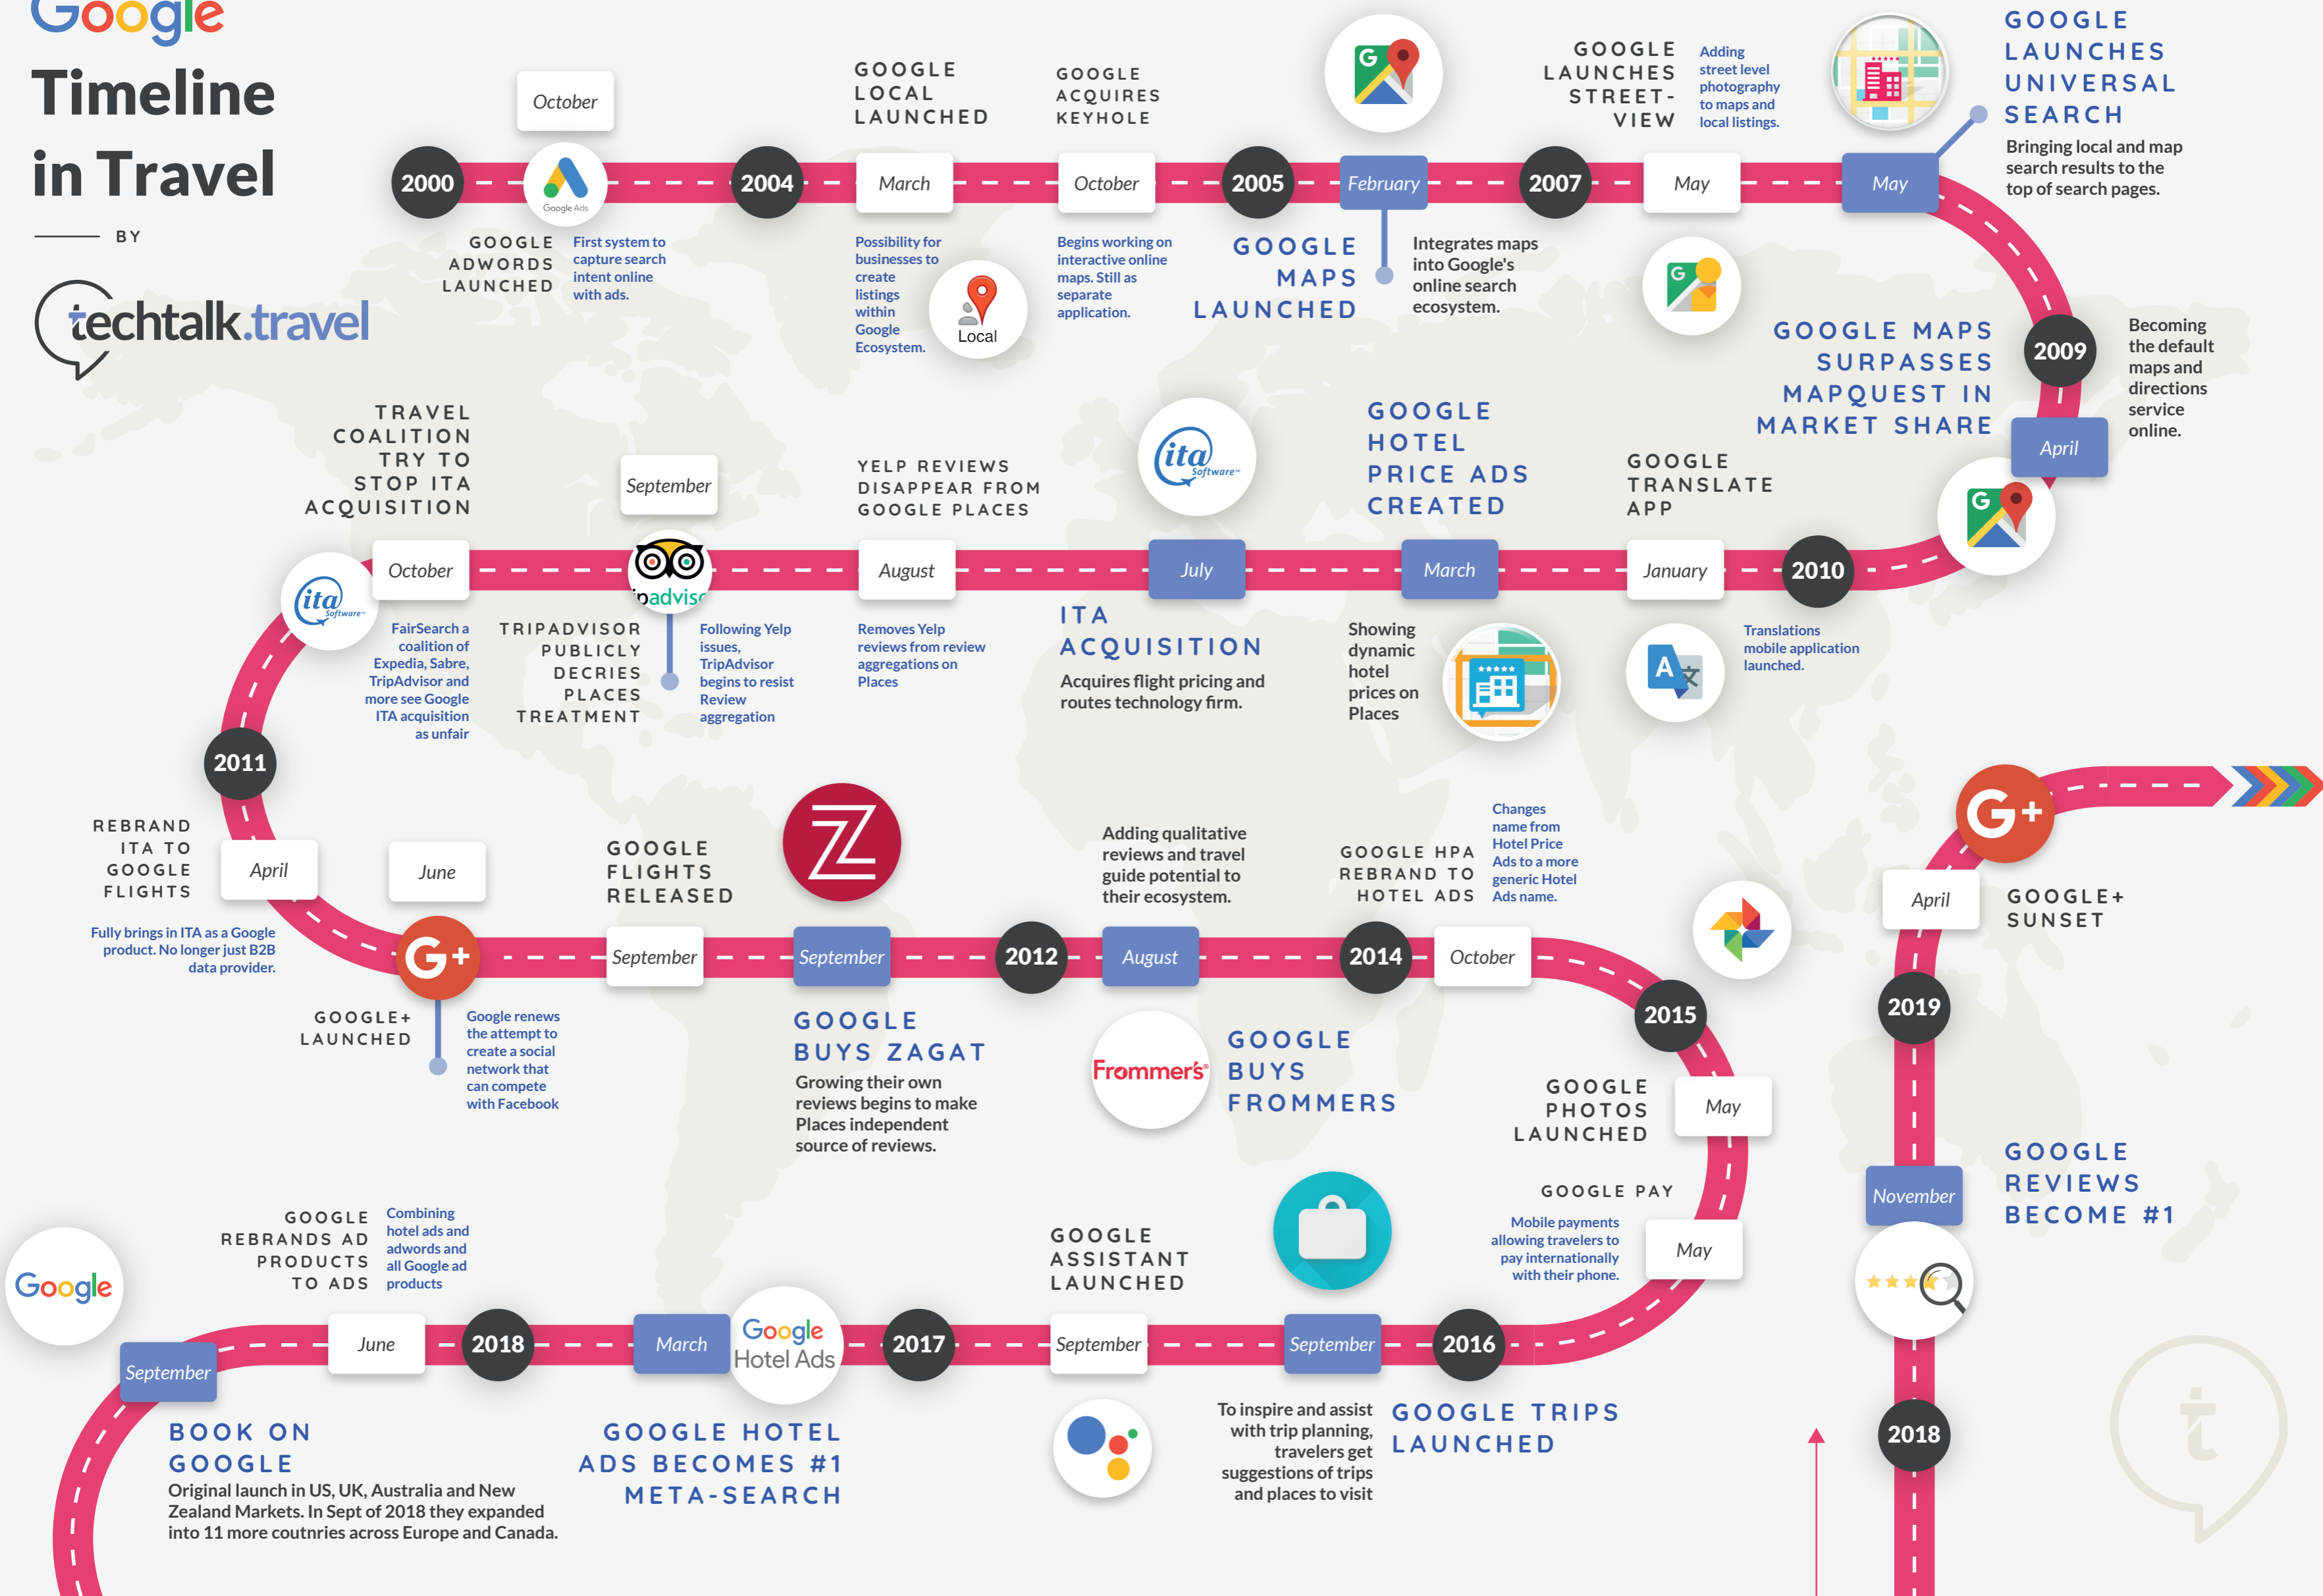 Google
Timeline
in Travel
BY
techtalk.travel
2000
October
Google Ads
GOOGLE
ADWORDS
LAUNCHED
First system to
capture search
intent online
with ads.
2004
GOOGLE
LOCAL
LAUNCHED
March
Possibility for
businesses to
create
listings
within
Google
Ecosystem.
Local
GOOGLE
ACQUIRES
KEYHOLE
October
Begins working on
interactive online
maps. Still as
separate
application.
2005
G
February
GOOGLE
MAPS
LAUNCHED
Integrates maps
into Google's
online search
ecosystem.
2007
GOOGLE
LAUNCHES
STREET-
VIEW
Adding
street level
photography
to maps and
local listings.
May
G
May
GOOGLE
LAUNCHES
UNIVERSAL
SEARCH
Bringing local and map
search results to the
top of search pages.
2009
GOOGLE MAPS
SURPASSES
MAPQUEST IN
MARKET SHARE
Becoming
the default
maps and
directions
service
online.
April
G
2010
GOOGLE
TRANSLATE
APP
January
A
文
Translations
mobile application
launched.
GOOGLE
HOTEL
PRICE ADS
CREATED
March
Showing
dynamic
hotel
prices on
Places
ita
Software™
July
ITA
ACQUISITION
Acquires flight pricing and
routes technology firm.
YELP REVIEWS
DISAPPEAR FROM
GOOGLE PLACES
August
Removes Yelp
reviews from review
aggregations on
Places
September
ipadviso
TRIPADVISOR
PUBLICLY
DECRIES
PLACES
TREATMENT
Following Yelp
issues,
TripAdvisor
begins to resist
Review
aggregation
TRAVEL
COALITION
TRY TO
STOP ITA
ACQUISITION
October
ita
Software™
FairSearch a
coalition of
Expedia, Sabre,
TripAdvisor and
more see Google
ITA acquisition
as unfair
2011
REBRAND
ITA TO
GOOGLE
FLIGHTS
April
Fully brings in ITA as a Google
product. No longer just B2B
data provider.
June
G+
GOOGLE+
LAUNCHED
Google renews
the attempt to
create a social
network that
can compete
with Facebook
GOOGLE
FLIGHTS
RELEASED
September
Z
September
GOOGLE
BUYS ZAGAT
Growing their own
reviews begins to make
Places independent
source of reviews.
2012
Adding qualitative
reviews and travel
guide potential to
their ecosystem.
August
Frommer's®
GOOGLE
BUYS
FROMMERS
2014
GOOGLE HPA
REBRAND TO
HOTEL ADS
Changes
name from
Hotel Price
Ads to a more
generic Hotel
Ads name.
October
2015
GOOGLE
PHOTOS
LAUNCHED
May
GOOGLE PAY
Mobile payments
allowing travelers to
pay internationally
with their phone.
May
2016
September
GOOGLE TRIPS
LAUNCHED
To inspire and assist
with trip planning,
travelers get
suggestions of trips
and places to visit
GOOGLE
ASSISTANT
LAUNCHED
September
2017
Google
Hotel Ads
March
GOOGLE HOTEL
ADS BECOMES #1
META-SEARCH
2018
GOOGLE
REBRANDS AD
PRODUCTS
TO ADS
Combining
hotel ads and
adwords and
all Google ad
products
June
Google
September
BOOK ON
GOOGLE
Original launch in US, UK, Australia and New
Zealand Markets. In Sept of 2018 they expanded
into 11 more coutnries across Europe and Canada.
2018
November
GOOGLE
REVIEWS
BECOME #1
2019
April
GOOGLE+
SUNSET
G+
t